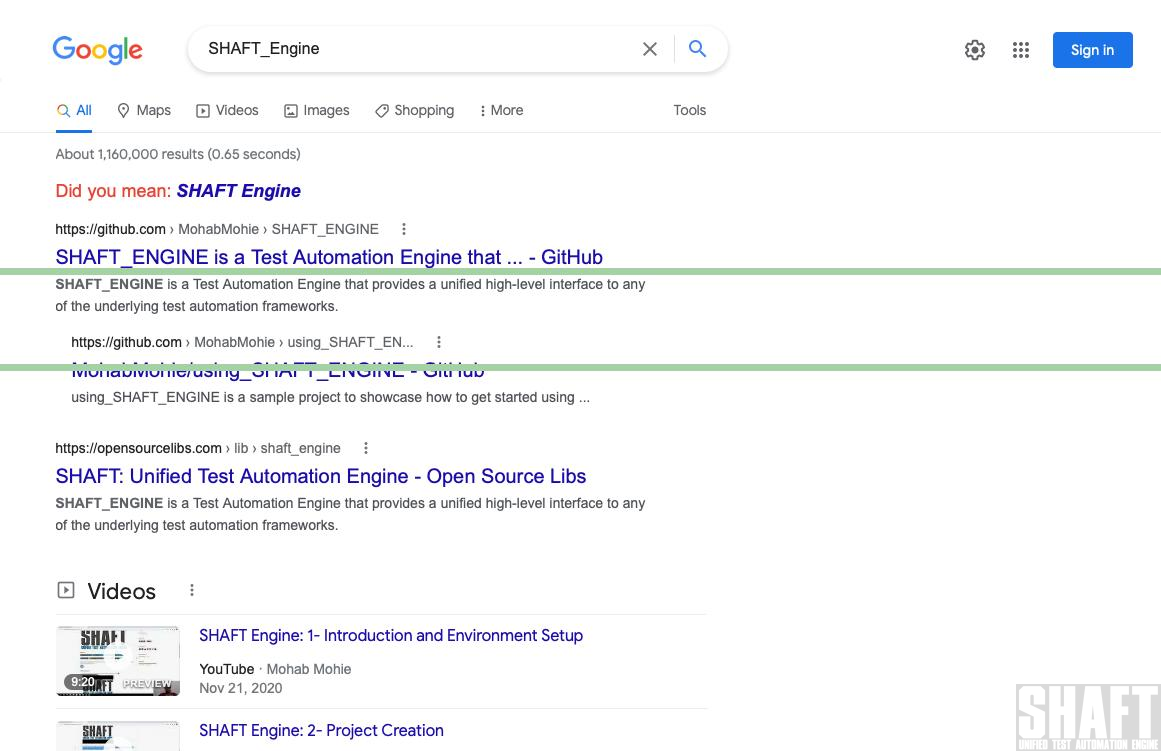 Google
SHAFT_Engine
Sign in
All
Maps
Videos
Images
Shopping
More
Tools
About 1,160,000 results (0.65 seconds)
Did you mean: SHAFT Engine
https://github.com › MohabMohie › SHAFT_ENGINE
SHAFT_ENGINE is a Test Automation Engine that ... - GitHub
SHAFT_ENGINE is a Test Automation Engine that provides a unified high-level interface to any
of the underlying test automation frameworks.
https://github.com › MohabMohie › using_SHAFT_EN...
MohabMohie/using_SHAFT_ENGINE - GitHub
using_SHAFT_ENGINE is a sample project to showcase how to get started using ...
https://opensourcelibs.com › lib › shaft_engine
SHAFT: Unified Test Automation Engine - Open Source Libs
SHAFT_ENGINE is a Test Automation Engine that provides a unified high-level interface to any
of the underlying test automation frameworks.
Videos
SHAFT
9:20
PREVIEW
SHAFT Engine: 1- Introduction and Environment Setup
YouTube · Mohab Mohie
Nov 21, 2020
SHAFT
SHAFT Engine: 2- Project Creation
SHAFT
UNIFIED TEST AUTOMATION ENGINE